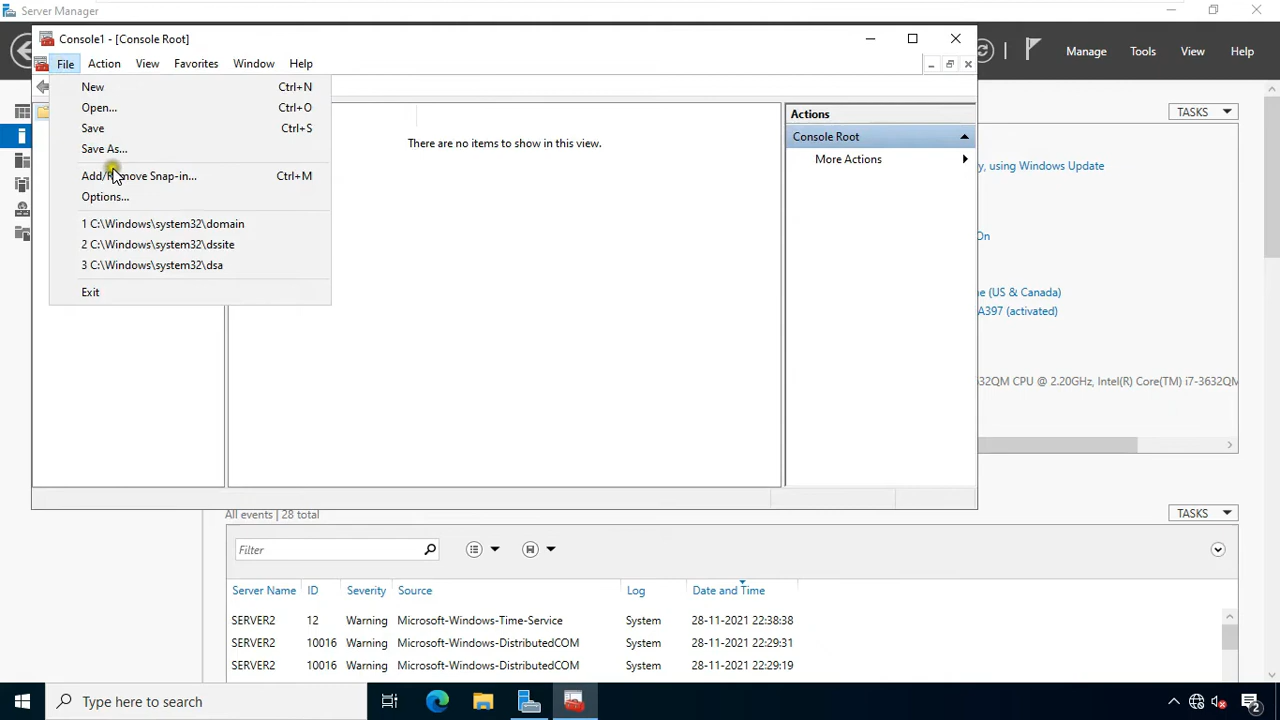 Server Manager
Console1 - [Console Root]
File Action View Favorites Window Help
Manage Tools View Help
New Ctrl+N
Open... Ctrl+O
Save Ctrl+S
Save As...
Add/Remove Snap-in... Ctrl+M
Options...
1 C:\Windows\system32\domain
2 C:\Windows\system32\dssite
3 C:\Windows\system32\dsa
Exit
There are no items to show in this view.
Actions
Console Root
More Actions
TASKS
y, using Windows Update
On
e (US & Canada)
A397 (activated)
32QM CPU @ 2.20GHz, Intel(R) Core(TM) i7-3632QM
All events | 28 total
TASKS
Filter
Server Name ID Severity Source Log Date and Time
SERVER2 12 Warning Microsoft-Windows-Time-Service System 28-11-2021 22:38:38
SERVER2 10016 Warning Microsoft-Windows-DistributedCOM System 28-11-2021 22:29:31
SERVER2 10016 Warning Microsoft-Windows-DistributedCOM System 28-11-2021 22:29:19
Type here to search
2